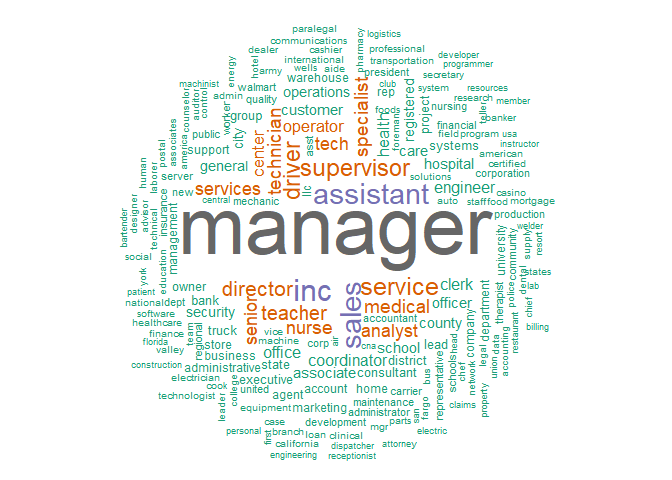 paralegal
logistics
communications
pharmacy
dealer
cashier
professional
developer
hotel
international
transportation
programmer
energy
army
wells
aide
president
secretary
machinist
walmart
warehouse
club
system
resources
admin
quality
operations
rep
foods
research
member
counselor
auditor
control
worker
group
customer
specialist
health
registered
project
nursing
teller
banker
associates
america
public
city
center
technician
operator
asst
tech
foreman
financial
field
program
usa
postal
support
driver
care
systems
instructor
american
human
laborer
server
general
supervisor
hospital
certified
solutions
corporation
new
services
llc
assistant
engineer
casino
bartender
designer
advisor
technical
insurance
central
mechanic
auto
staff
food
mortgage
management
manager
production
welder
social
university
community
supply
resort
york
education
patient
owner
director
inc
sales
service
clerk
therapist
police
dental
states
lab
national
dept
bank
senior
medical
officer
department
chief
software
security
teacher
accountant
restaurant
healthcare
truck
nurse
analyst
county
company
data
accounting
billing
finance
team
regional
vice
air
florida
store
machine
corp
cna
school
lead
head
legal
union
valley
business
office
coordinator
district
schools
chef
network
construction
administrative
state
associate
consultant
representative
electrician
cook
executive
bus
technologist
leader
college
united
agent
account
home
carrier
fargo
claims
property
equipment
marketing
maintenance
administrator
parts
san
case
development
mgr
electric
personal
first
branch
loan
clinical
california
dispatcher
attorney
engineering
receptionist